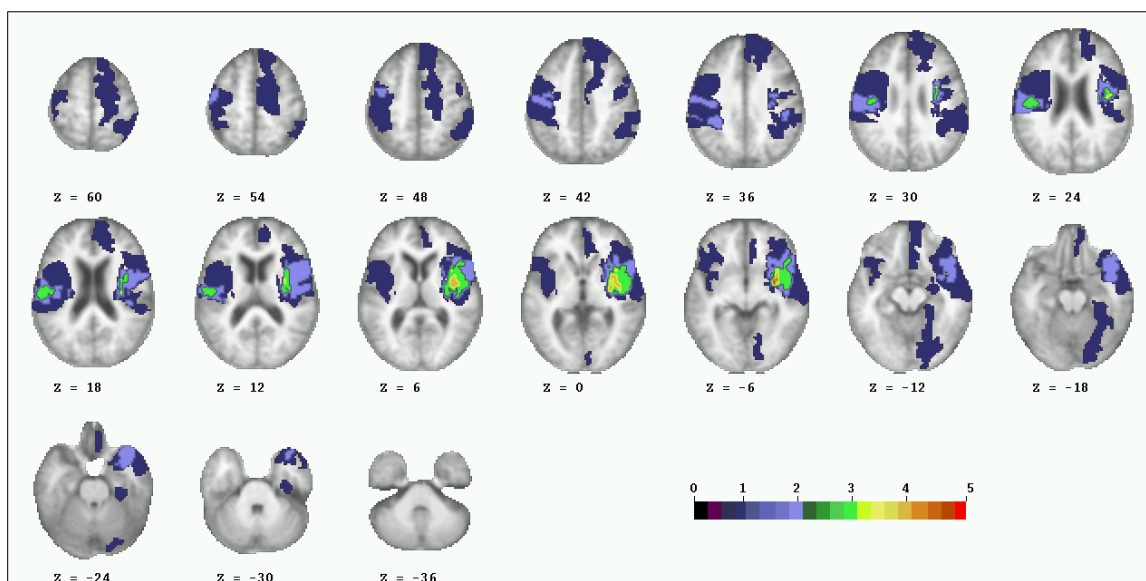 Z = 60 Z = 54 Z = 48 Z = 42 Z = 36 Z = 30 Z = 24
Z = 18 Z = 12 Z = 6 Z = 0 Z = -6 Z = -12 Z = -18
0 1 2 3 4 5
Z = -24 Z = -30 Z = -36